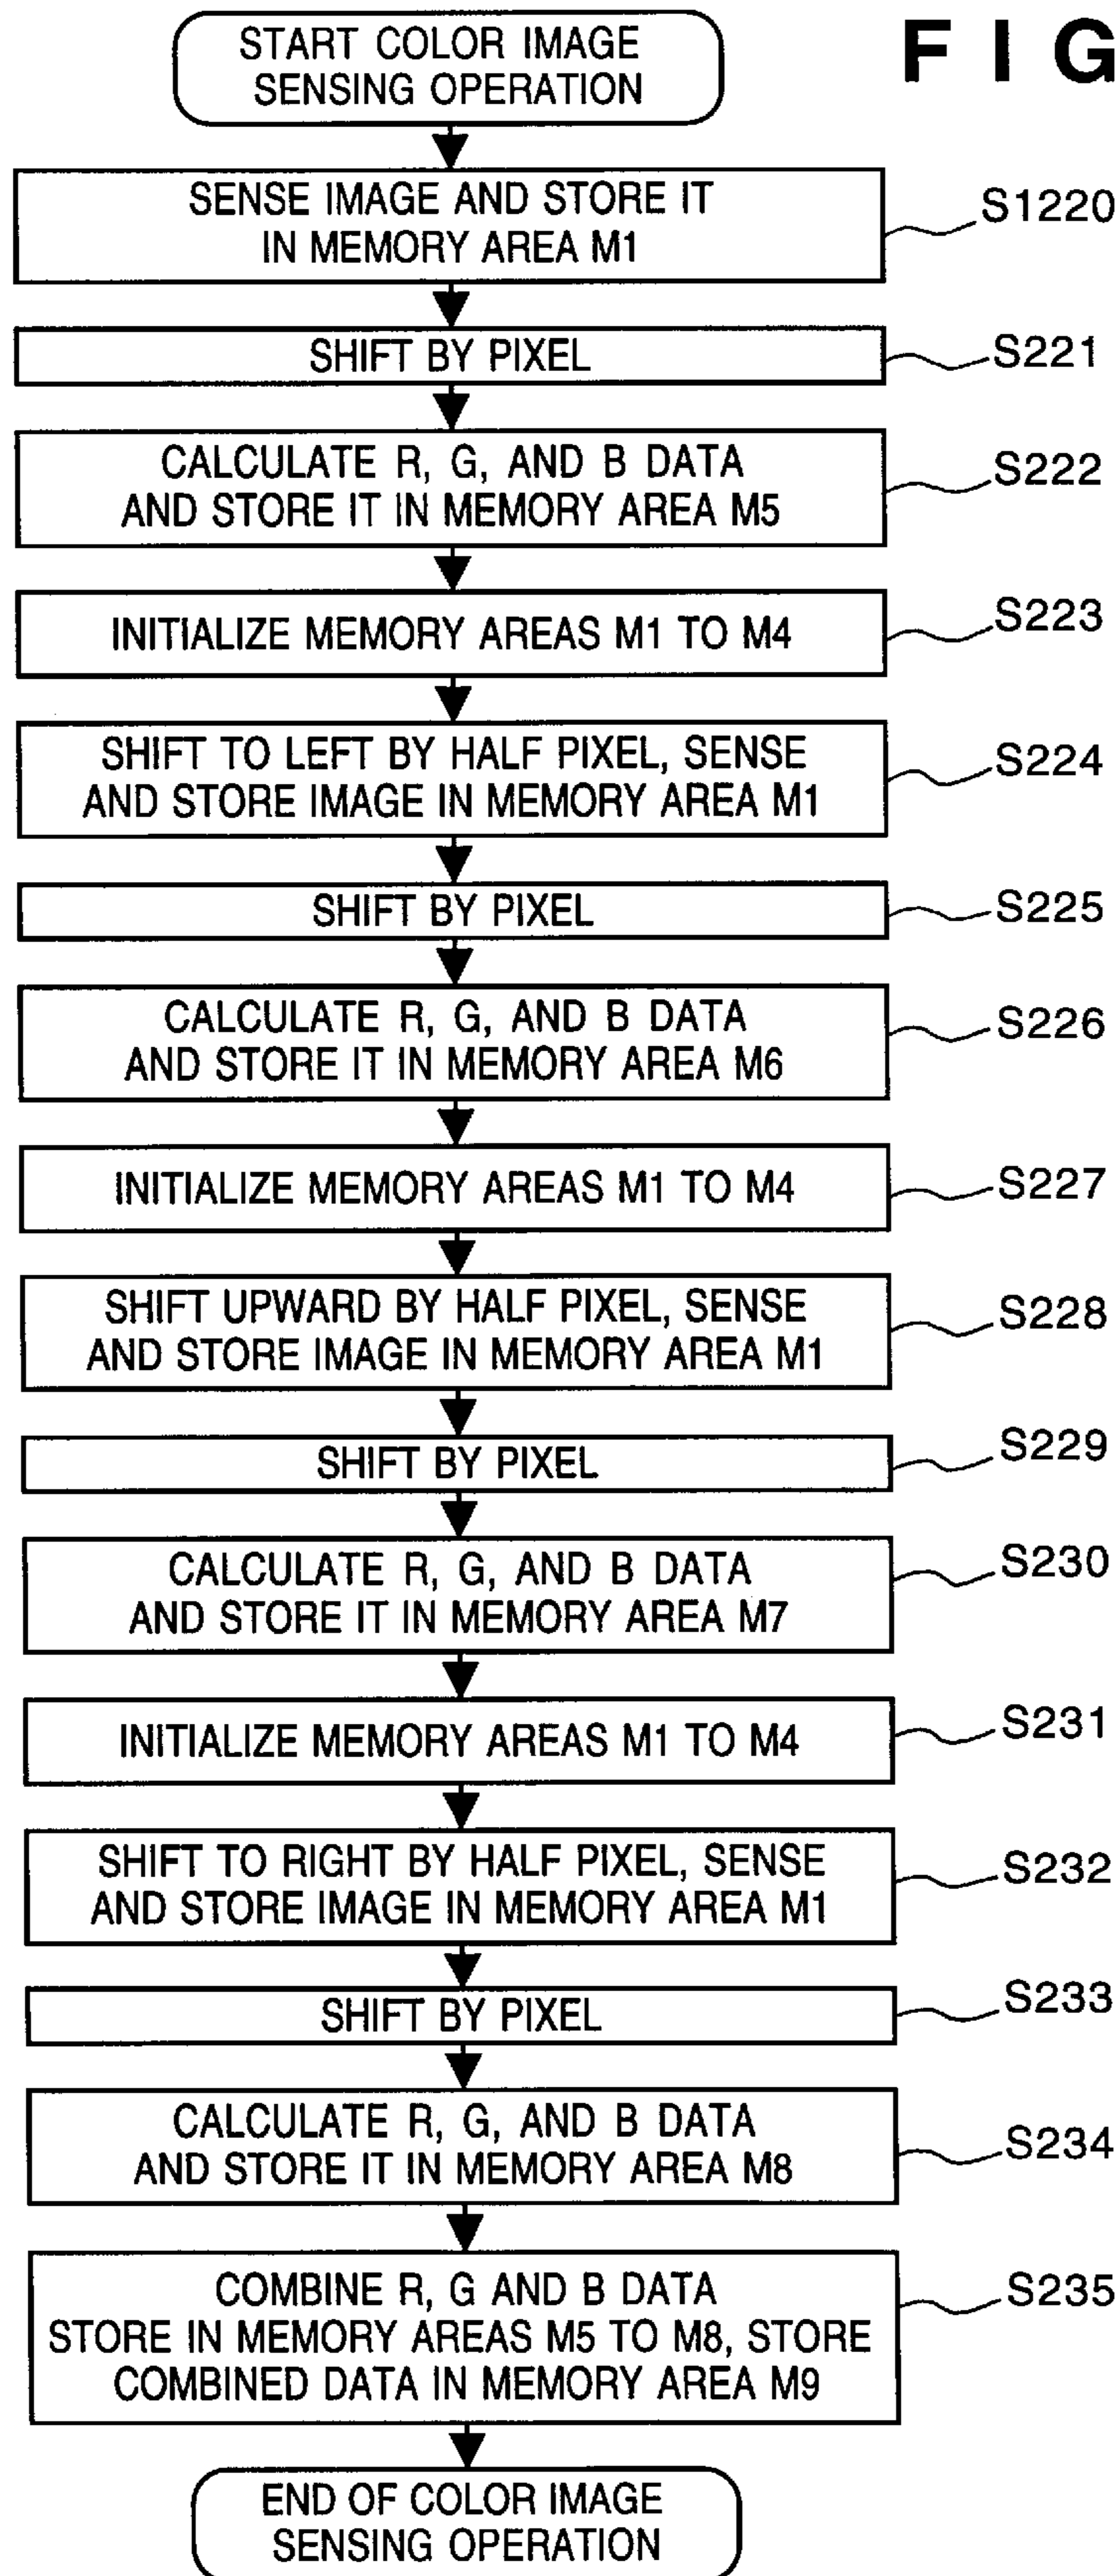 START COLOR IMAGE
SENSING OPERATION
F I G
SENSE IMAGE AND STORE IT
IN MEMORY AREA M1
S1220
SHIFT BY PIXEL
S221
CALCULATE R, G, AND B DATA
AND STORE IT IN MEMORY AREA M5
S222
INITIALIZE MEMORY AREAS M1 TO M4
S223
SHIFT TO LEFT BY HALF PIXEL, SENSE
AND STORE IMAGE IN MEMORY AREA M1
S224
SHIFT BY PIXEL
S225
CALCULATE R, G, AND B DATA
AND STORE IT IN MEMORY AREA M6
S226
INITIALIZE MEMORY AREAS M1 TO M4
S227
SHIFT UPWARD BY HALF PIXEL, SENSE
AND STORE IMAGE IN MEMORY AREA M1
S228
SHIFT BY PIXEL
S229
CALCULATE R, G, AND B DATA
AND STORE IT IN MEMORY AREA M7
S230
INITIALIZE MEMORY AREAS M1 TO M4
S231
SHIFT TO RIGHT BY HALF PIXEL, SENSE
AND STORE IMAGE IN MEMORY AREA M1
S232
SHIFT BY PIXEL
S233
CALCULATE R, G, AND B DATA
AND STORE IT IN MEMORY AREA M8
S234
COMBINE R, G AND B DATA
STORE IN MEMORY AREAS M5 TO M8, STORE
COMBINED DATA IN MEMORY AREA M9
S235
END OF COLOR IMAGE
SENSING OPERATION